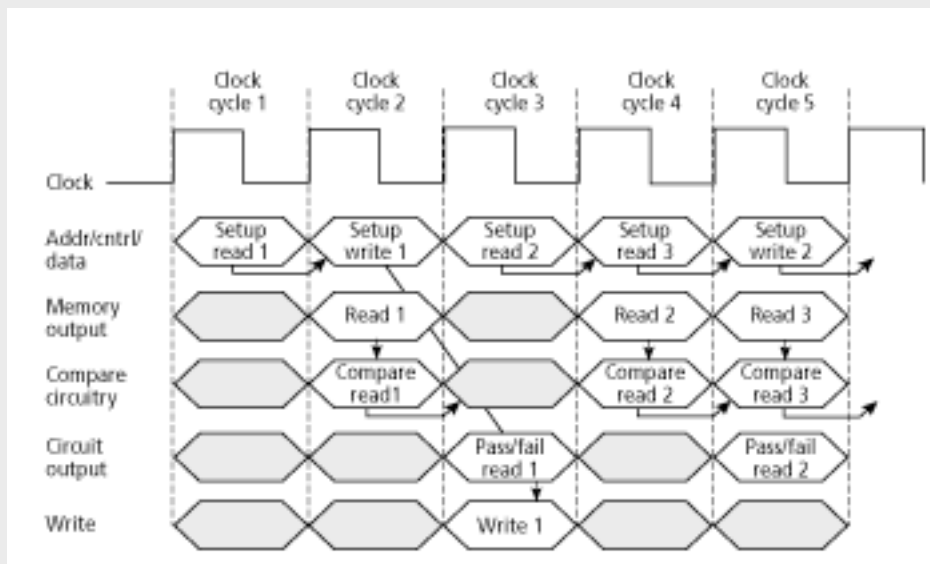 Clock
cycle 1
Clock
cycle 2
Clock
cycle 3
Clock
cycle 4
Clock
cycle 5
Clock
Addr/cntrl/
data
Setup
read 1
Setup
write 1
Setup
read 2
Setup
read 3
Setup
write 2
Memory
output
Read 1
Read 2
Read 3
Compare
circuitry
Compare
read1
Compare
read 2
Compare
read 3
Circuit
output
Pass/fail
read 1
Pass/fail
read 2
Write
Write 1